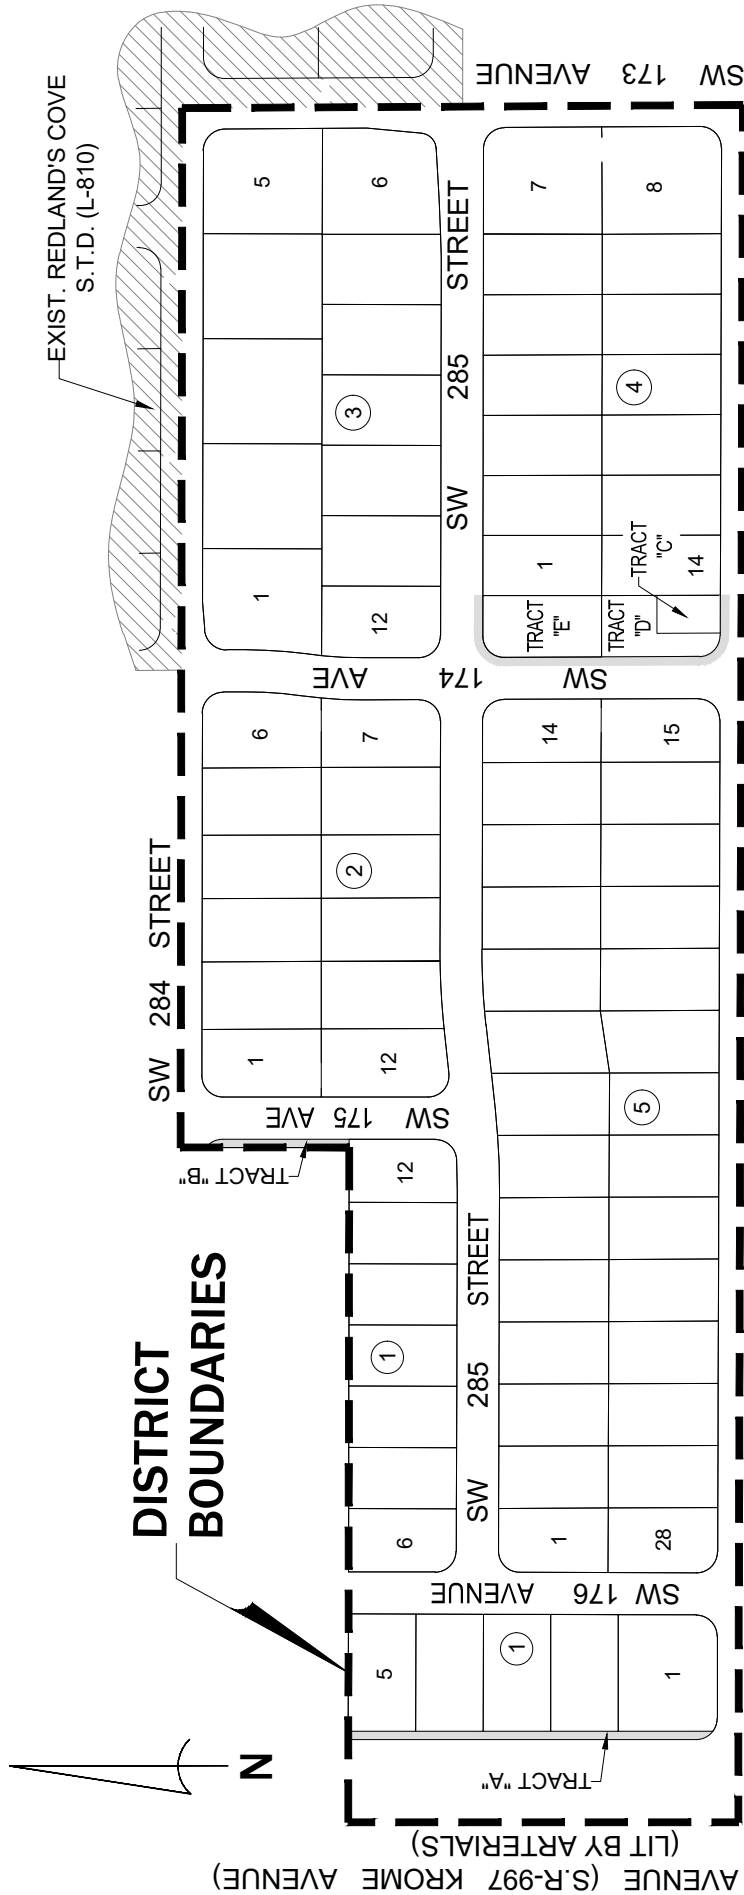 EXIST. REDLAND'S COVE
S.T.D. (L-810)
SW 173 AVENUE
5
6
7
8
STREET
285
SW
3
4
1
12
1
14
TRACT
"C"
TRACT
"D"
TRACT
"E"
SW 174 AVE
SW 284 STREET
6
7
14
15
2
1
12
SW 175 AVE
TRACT "B"
12
5
DISTRICT
BOUNDARIES
1
SW 285 STREET
6
1
28
SW 176 AVENUE
5
1
1
TRACT "A"
N
(LIT BY ARTERIALS)
AVENUE (S.R-997 KROME AVENUE)